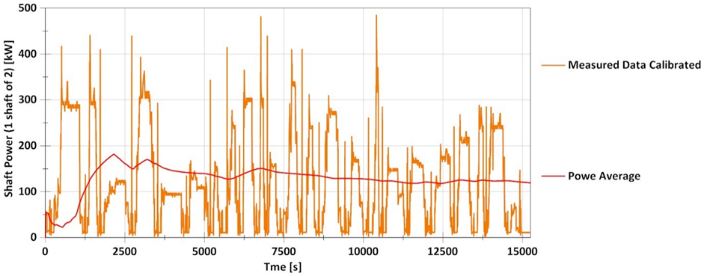 500
400
300
200
100
0
Shaft Power (1 shaft of 2) [kW]
0 2500 5000 7500 10000 12500 15000
Tme [s]
Measured Data Calibrated
Powe Average